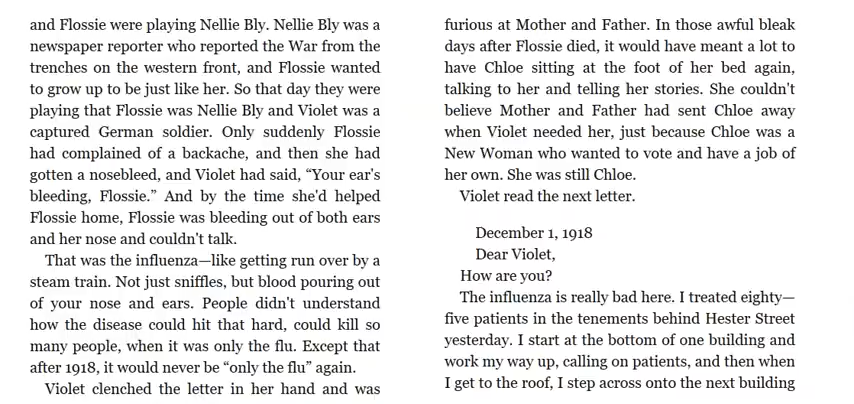 and Flossie were playing Nellie Bly. Nellie Bly was a
newspaper reporter who reported the War from the
trenches on the western front, and Flossie wanted
to grow up to be just like her. So that day they were
playing that Flossie was Nellie Bly and Violet was a
captured German soldier. Only suddenly Flossie
had complained of a backache, and then she had
gotten a nosebleed, and Violet had said, “Your ear's
bleeding, Flossie.” And by the time she'd helped
Flossie home, Flossie was bleeding out of both ears
and her nose and couldn't talk.
That was the influenza—like getting run over by a
steam train. Not just sniffles, but blood pouring out
of your nose and ears. People didn't understand
how the disease could hit that hard, could kill so
many people, when it was only the flu. Except that
after 1918, it would never be “only the flu” again.
Violet clenched the letter in her hand and was
furious at Mother and Father. In those awful bleak
days after Flossie died, it would have meant a lot to
have Chloe sitting at the foot of her bed again,
talking to her and telling her stories. She couldn't
believe Mother and Father had sent Chloe away
when Violet needed her, just because Chloe was a
New Woman who wanted to vote and have a job of
her own. She was still Chloe.
Violet read the next letter.
December 1, 1918
Dear Violet,
How are you?
The influenza is really bad here. I treated eighty—
five patients in the tenements behind Hester Street
yesterday. I start at the bottom of one building and
work my way up, calling on patients, and then when
I get to the roof, I step across onto the next building